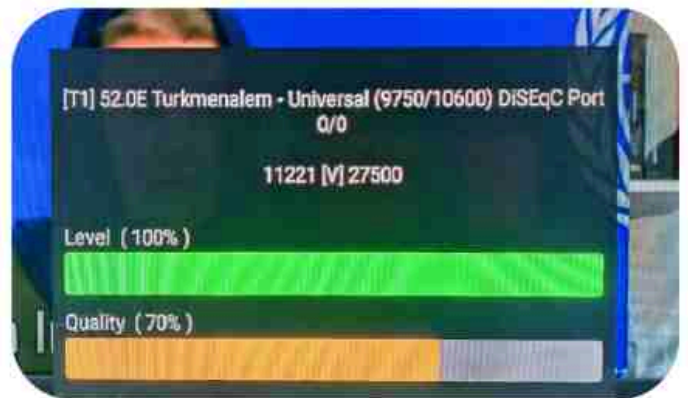 [T1] 52.0E Turkmenalem - Universal (9750/10600) DiSEqC Port
0/0
11221 [V] 27500
Level ( 100% )
Quality ( 70% )